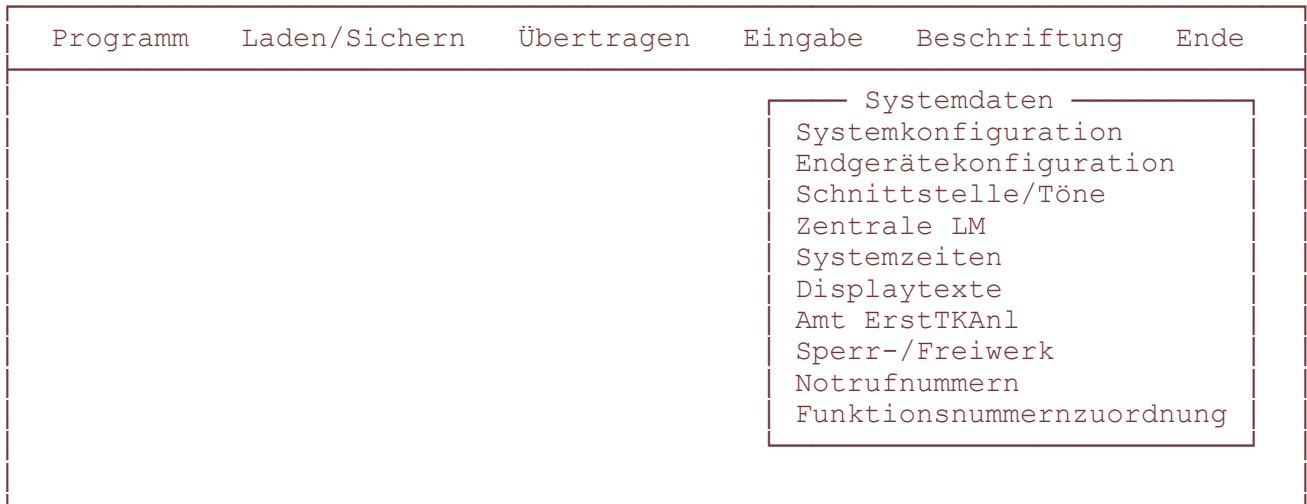 Programm Laden/Sichern Übertragen Eingabe Beschriftung Ende
Systemdaten
Systemkonfiguration
Endgerätekonfiguration
Schnittstelle/Töne
Zentrale LM
Systemzeiten
Displaytexte
Amt ErstTKAnl
Sperr-/Freiwerk
Notrufnummern
Funktionsnummernzuordnung